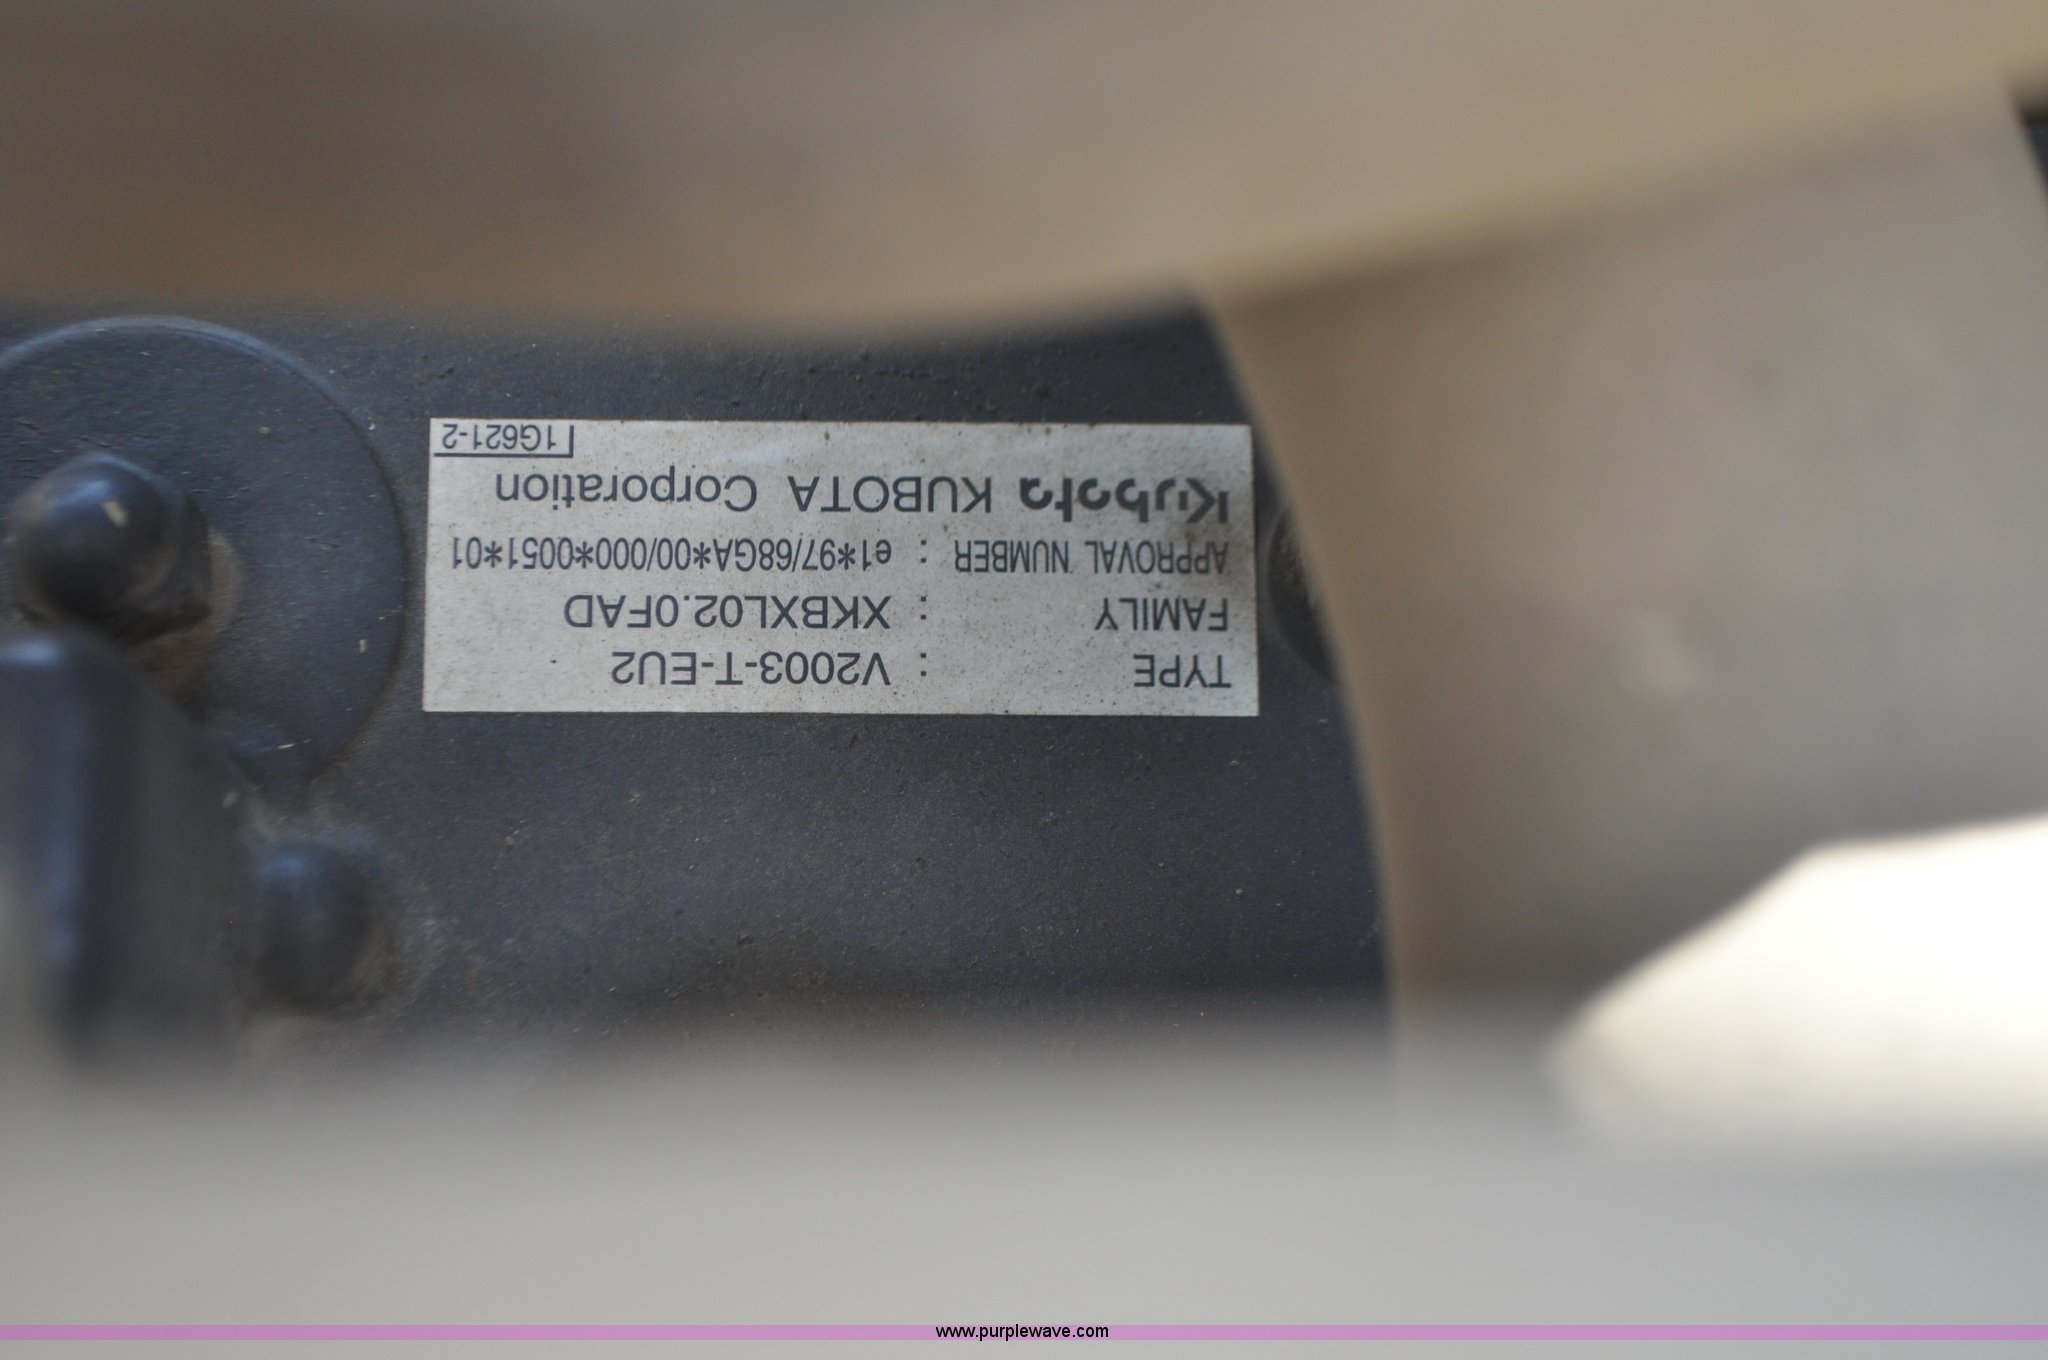 TYPE : V2003-T-EU2
FAMILY : XKBXL02.0FAD
APPROVAL NUMBER : e1*97/68GA*00/000*0051*01
Kubota KUBOTA Corporation
1G621-2
www.purplewave.com